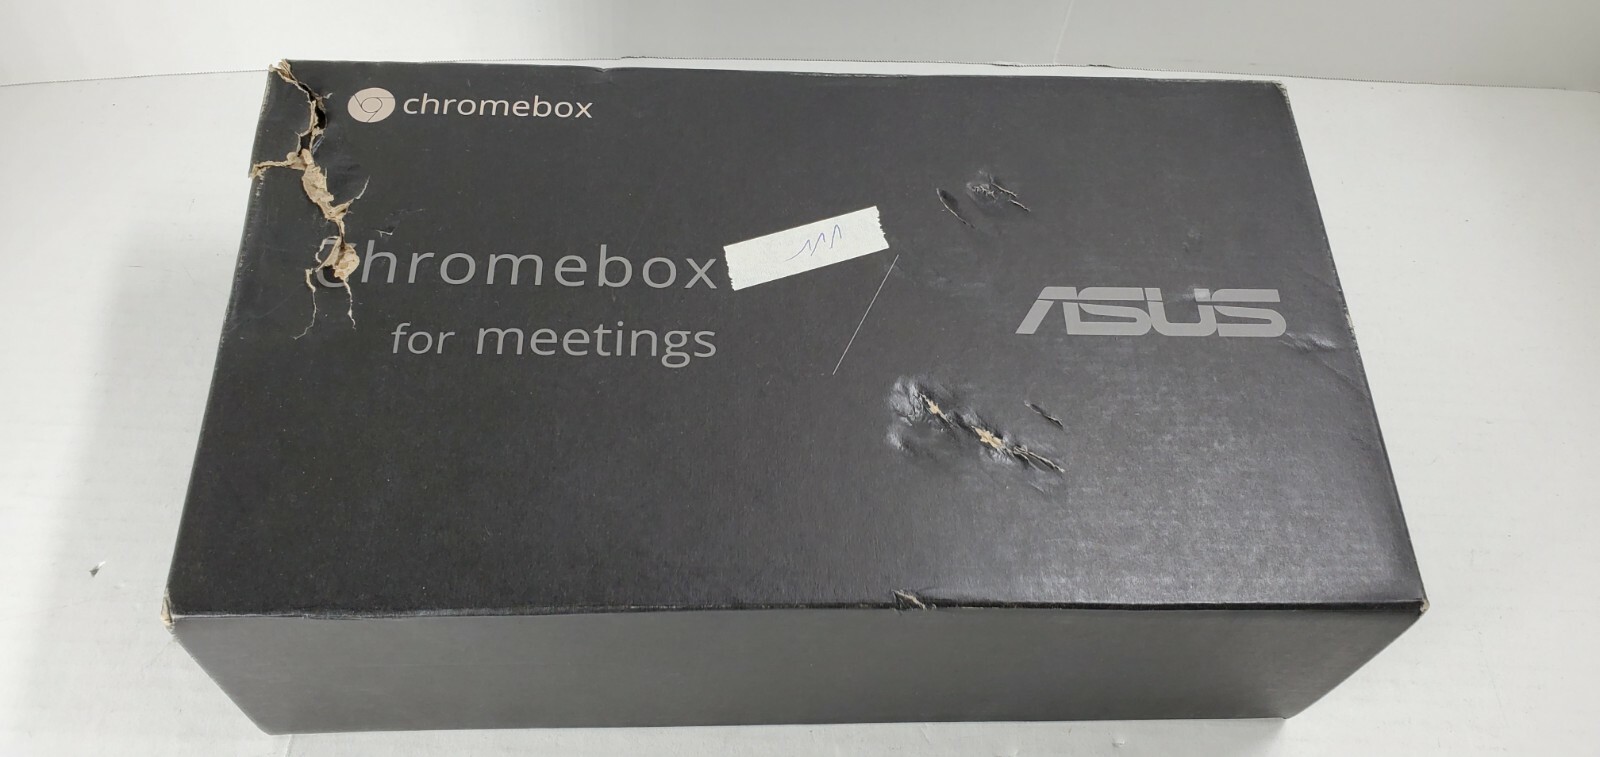 chromebox
Chromebox
for meetings
ASUS